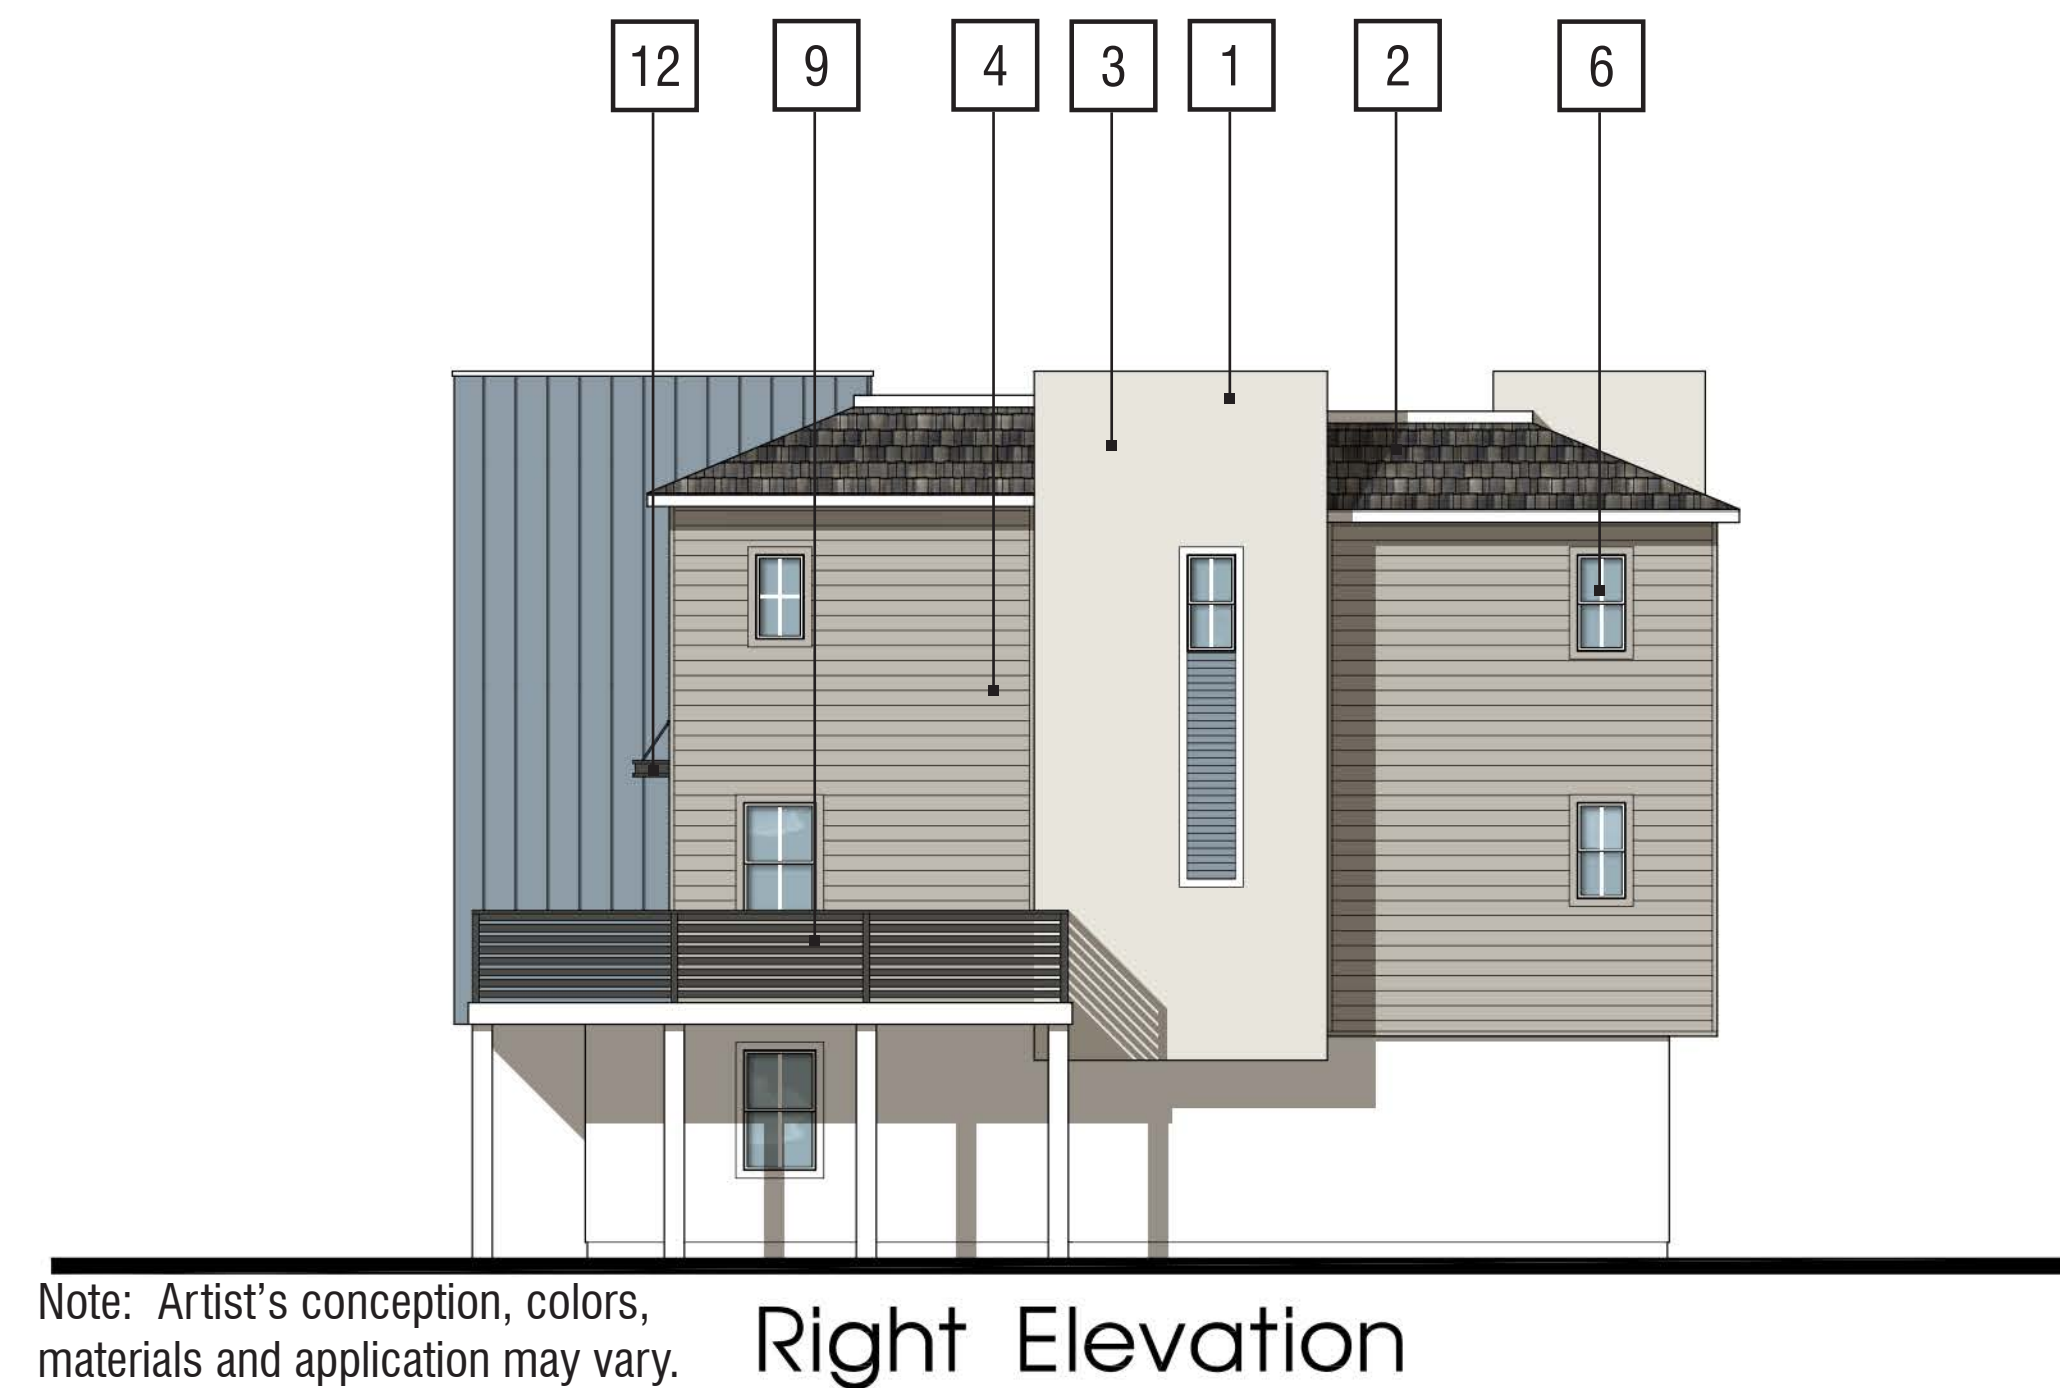 12 9 4 3 1 2 6
Note: Artist’s conception, colors,
materials and application may vary.
Right Elevation